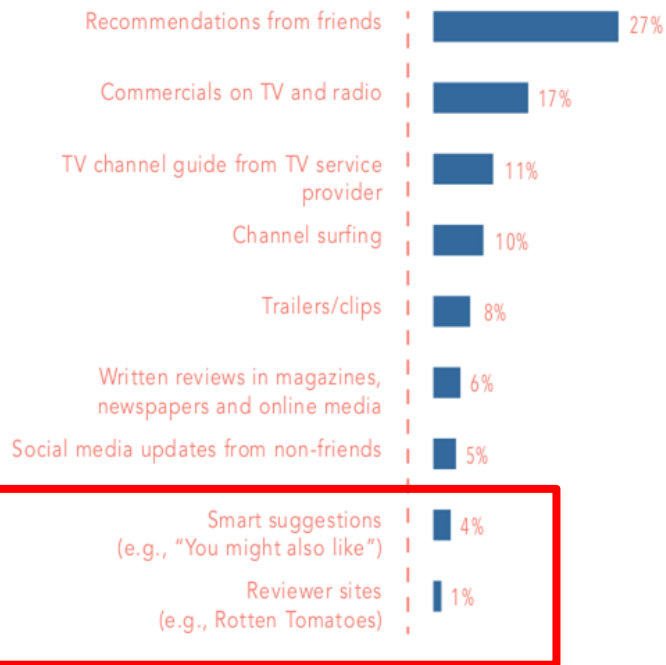 Recommendations from friends 27%
Commercials on TV and radio 17%
TV channel guide from TV service
provider 11%
Channel surfing 10%
Trailers/clips 8%
Written reviews in magazines,
newspapers and online media 6%
Social media updates from non-friends 5%
Smart suggestions
(e.g., “You might also like”) 4%
Reviewer sites
(e.g., Rotten Tomatoes) 1%